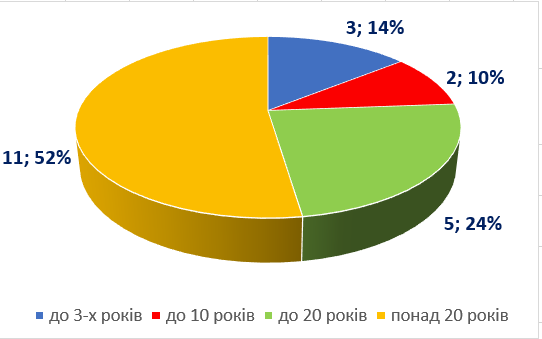 3; 14%
2; 10%
11; 52%
5; 24%
до 3-х років до 10 років до 20 років понад 20 років